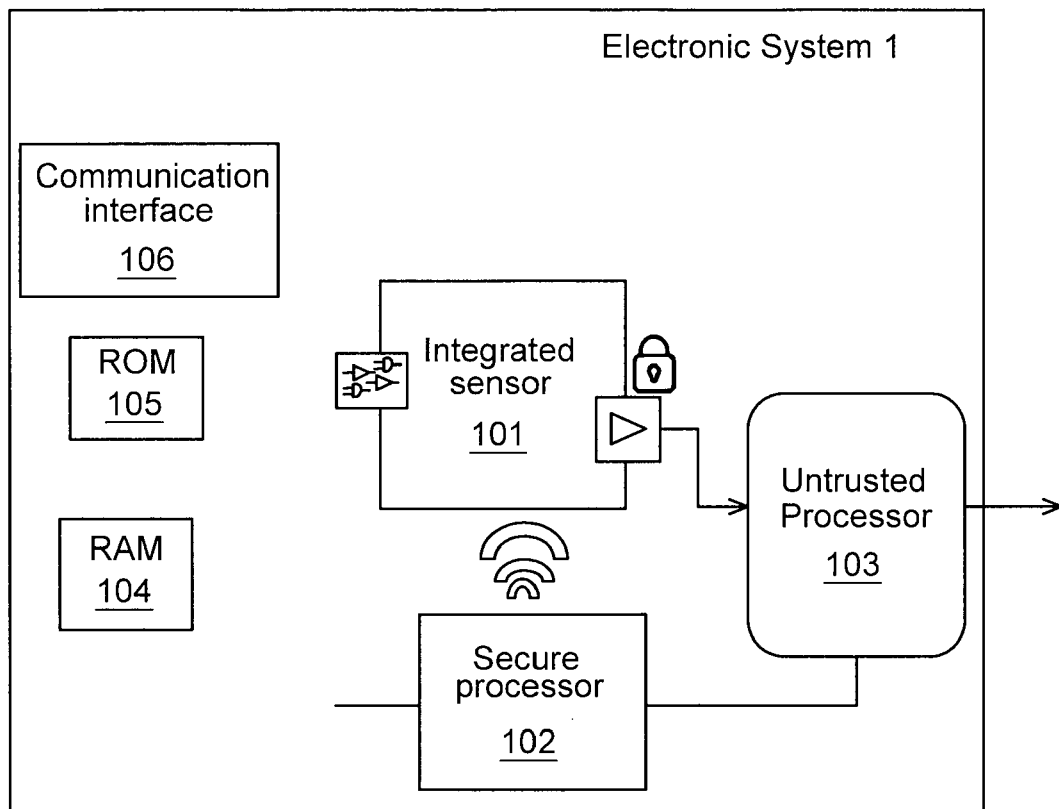 Electronic System 1
Communication
interface
106
ROM
105
RAM
104
Integrated
sensor
101
Untrusted
Processor
103
Secure
processor
102